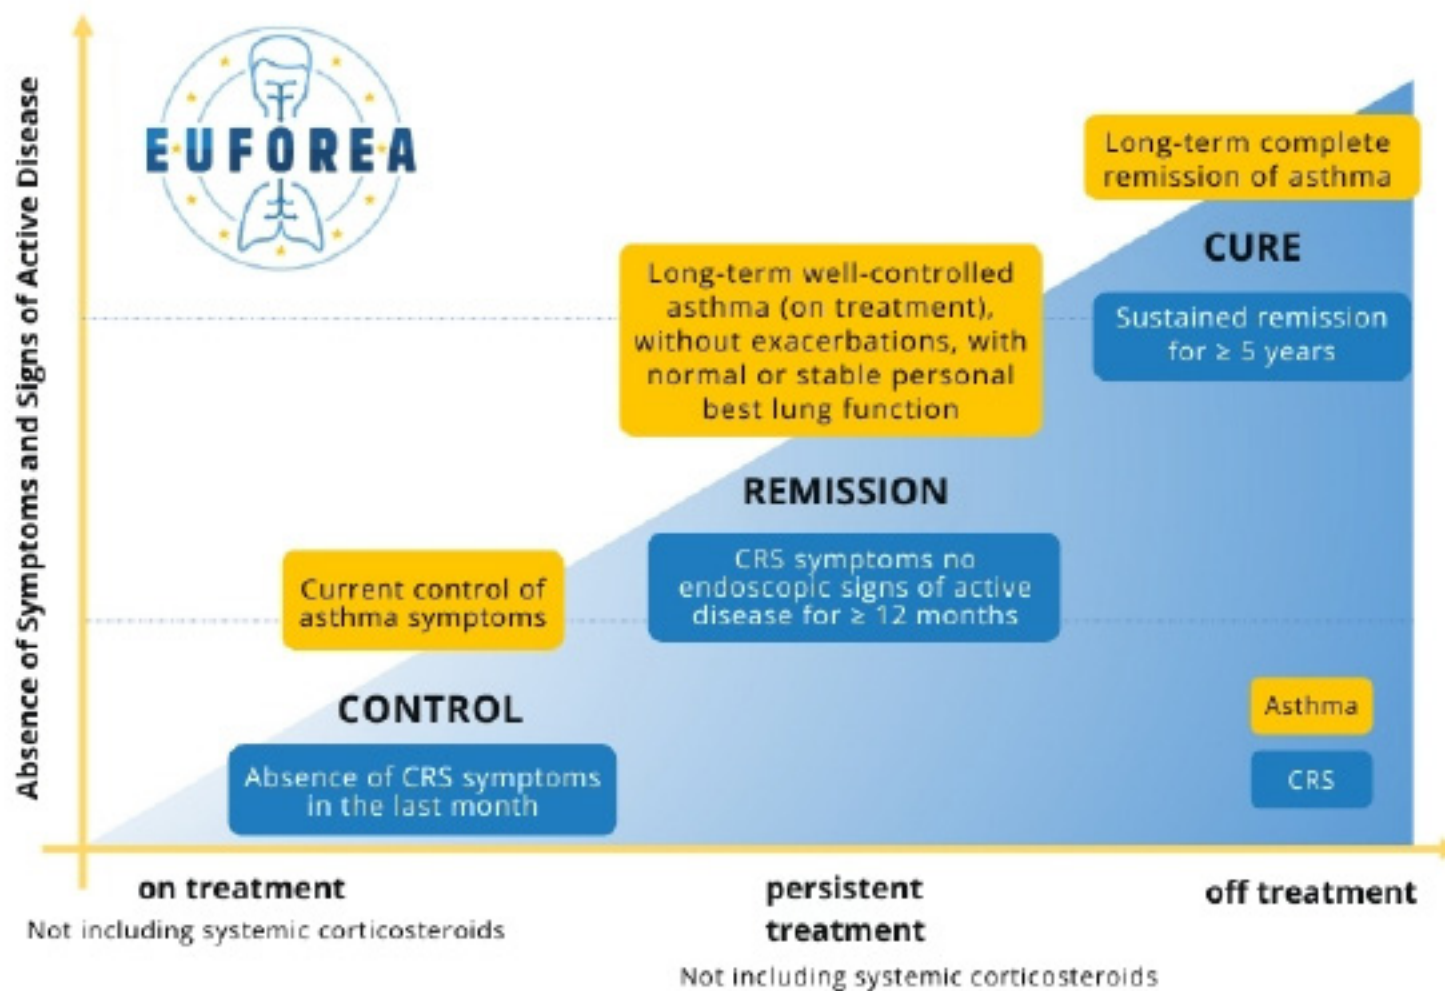 Absence of Symptoms and Signs of Active Disease
EUFOREA
Long-term complete
remission of asthma
CURE
Sustained remission
for ≥ 5 years
Long-term well-controlled
asthma (on treatment),
without exacerbations, with
normal or stable personal
best lung function
REMISSION
CRS symptoms no
endoscopic signs of active
disease for ≥ 12 months
Current control of
asthma symptoms
CONTROL
Absence of CRS symptoms
in the last month
Asthma
CRS
on treatment
Not including systemic corticosteroids
persistent
treatment
Not including systemic corticosteroids
off treatment